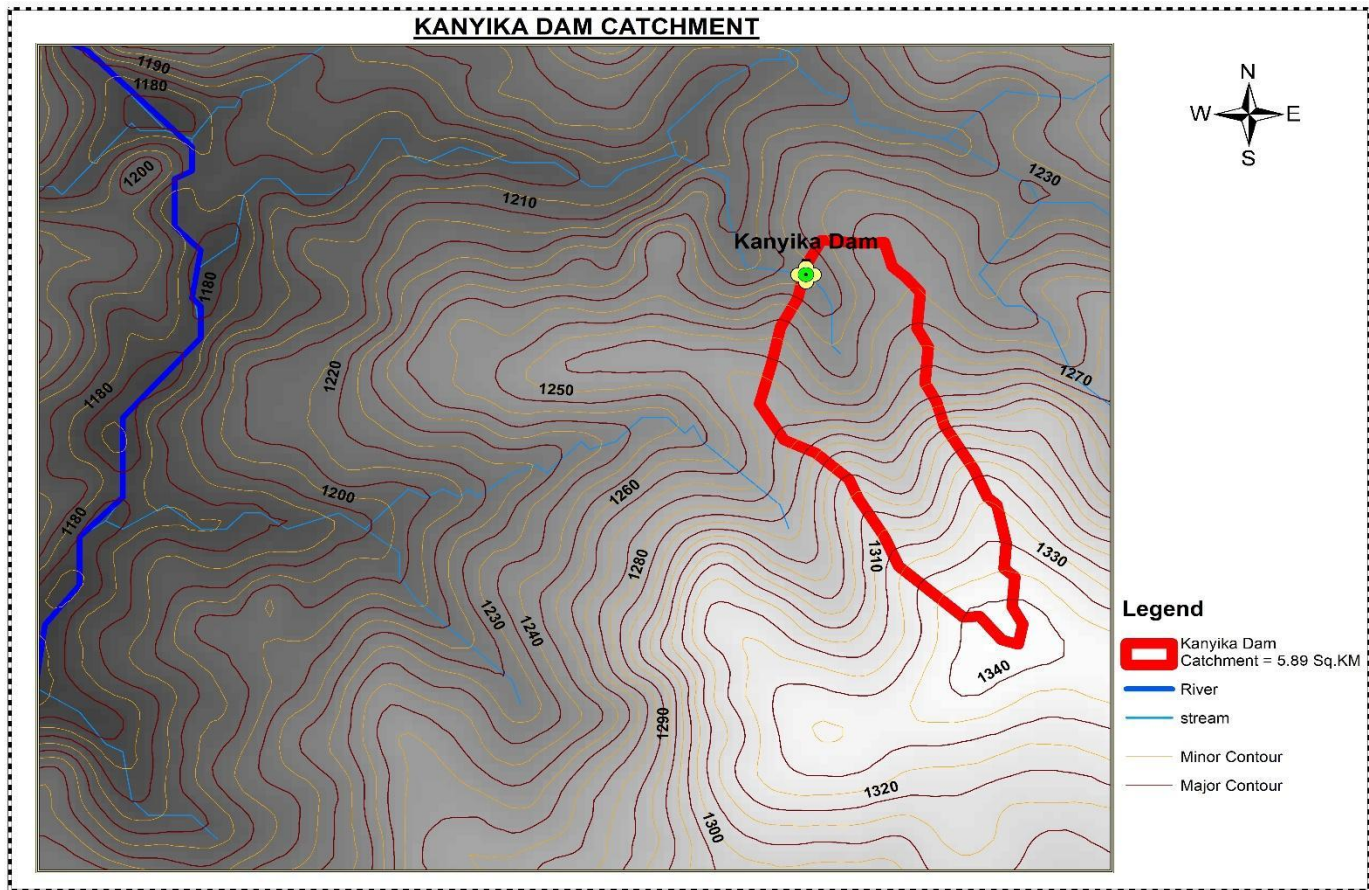 KANYIKA DAM CATCHMENT
1190
1180
1200
1210
1230
N
W E
S
Kanyika Dam
1180
1220
1250
1270
1180
1200
1260
1180
1280
1310
1330
1230
1240
1340
1290
1320
1300
Legend
Kanyika Dam
Catchment = 5.89 Sq.KM
River
stream
Minor Contour
Major Contour